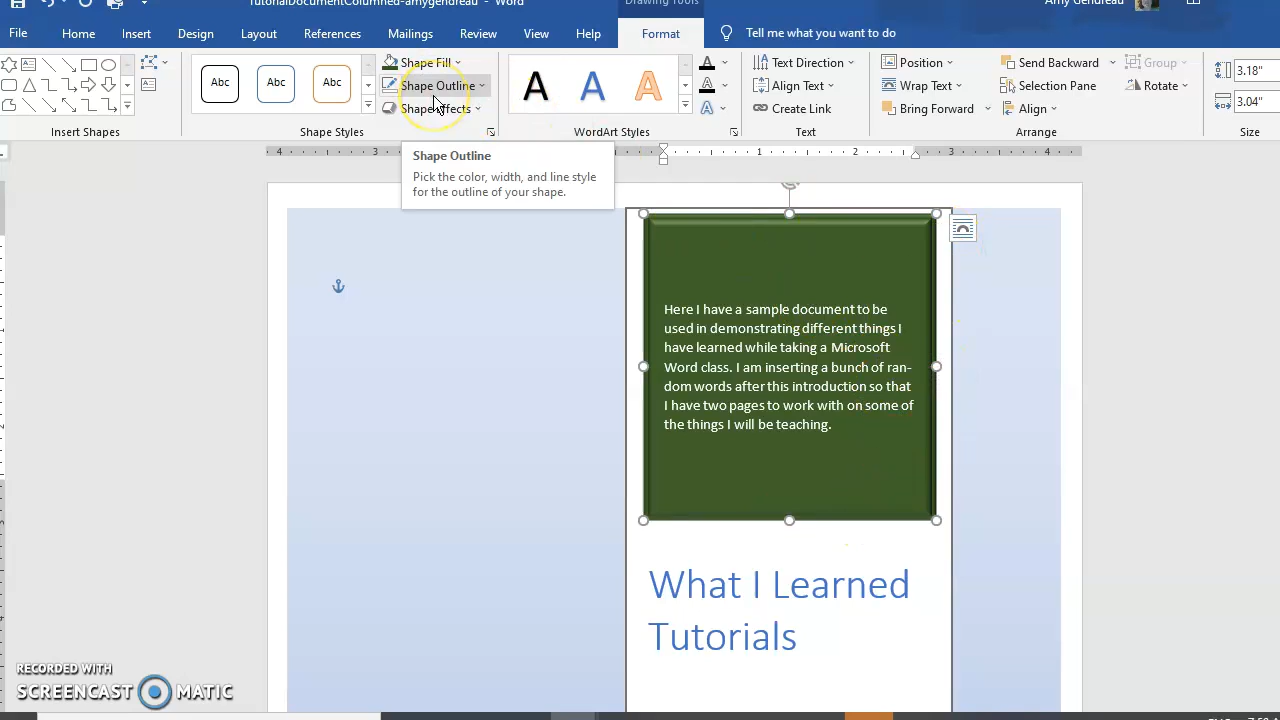 TutorialDocumentColumned-amygendreau - Word
Drawing Tools
Amy Gendreau
File Home Insert Design Layout References Mailings Review View Help Format Tell me what you want to do
Abc Abc Abc
Shape Fill
Shape Outline
Shape Effects
A A A
A
A
A
Text Direction
Align Text
Create Link
Position
Wrap Text
Bring Forward
Send Backward
Selection Pane
Align
Group
Rotate
3.18"
3.04"
Insert Shapes Shape Styles WordArt Styles Text Arrange Size
4 3 1 2 3 4
Shape Outline
Pick the color, width, and line style
for the outline of your shape.
Here I have a sample document to be
used in demonstrating different things I
have learned while taking a Microsoft
Word class. I am inserting a bunch of ran-
dom words after this introduction so that
I have two pages to work with on some of
the things I will be teaching.
What I Learned
Tutorials
RECORDED WITH
SCREENCAST MATIC